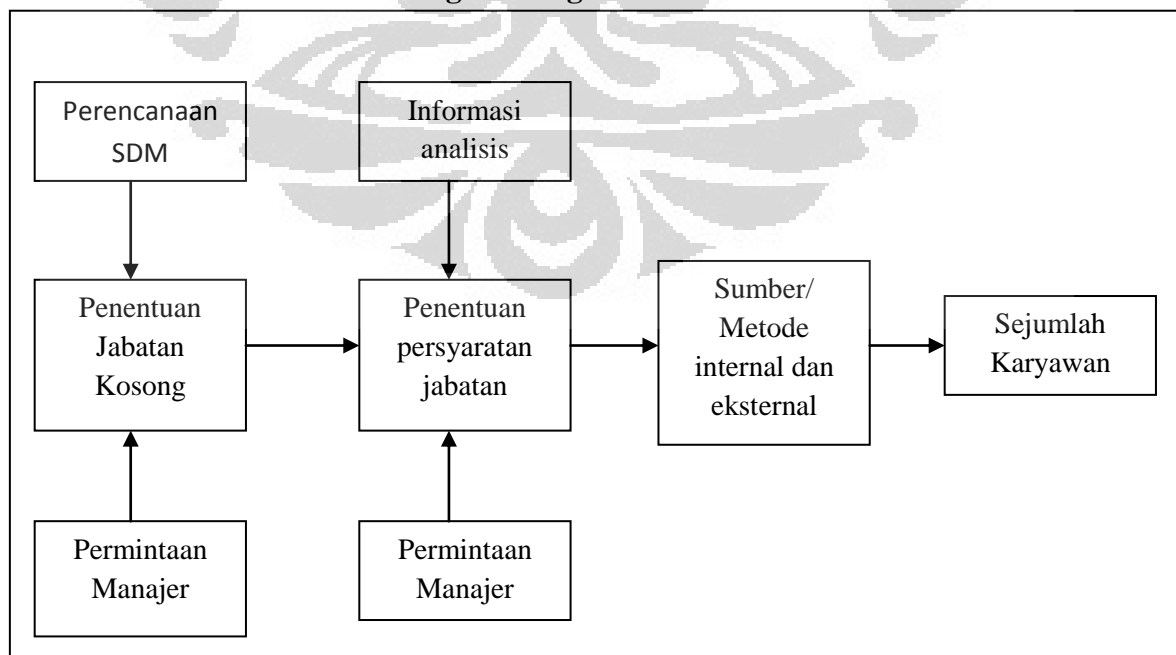 Perencanaan
SDM
Informasi
analisis
Penentuan
Jabatan
Kosong
Penentuan
persyaratan
jabatan
Sumber/
Metode
internal dan
eksternal
Sejumlah
Karyawan
Permintaan
Manajer
Permintaan
Manajer